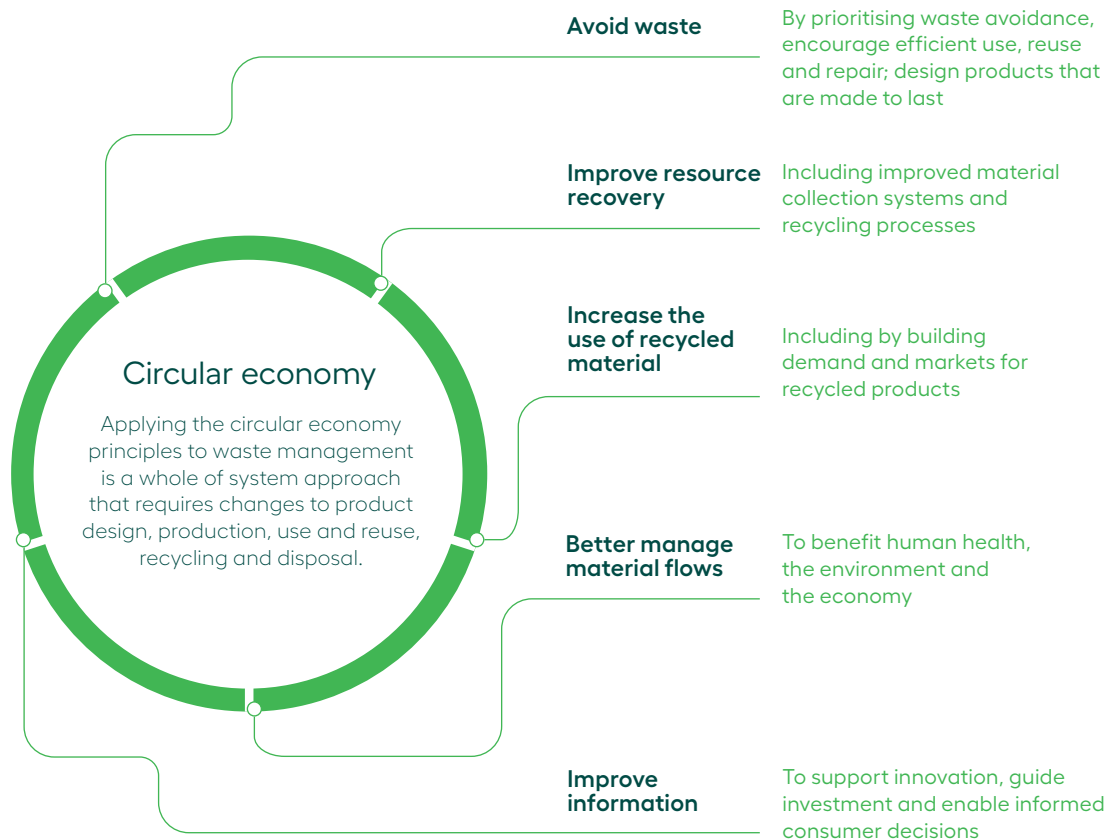 Avoid waste
By prioritising waste avoidance,
encourage efficient use, reuse
and repair; design products that
are made to last
Improve resource
recovery
Including improved material
collection systems and
recycling processes
Increase the
use of recycled
material
Including by building
demand and markets for
recycled products
Circular economy
Applying the circular economy
principles to waste management
is a whole of system approach
that requires changes to product
design, production, use and reuse,
recycling and disposal.
Better manage
material flows
To benefit human health,
the environment and
the economy
Improve
information
To support innovation, guide
investment and enable informed
consumer decisions